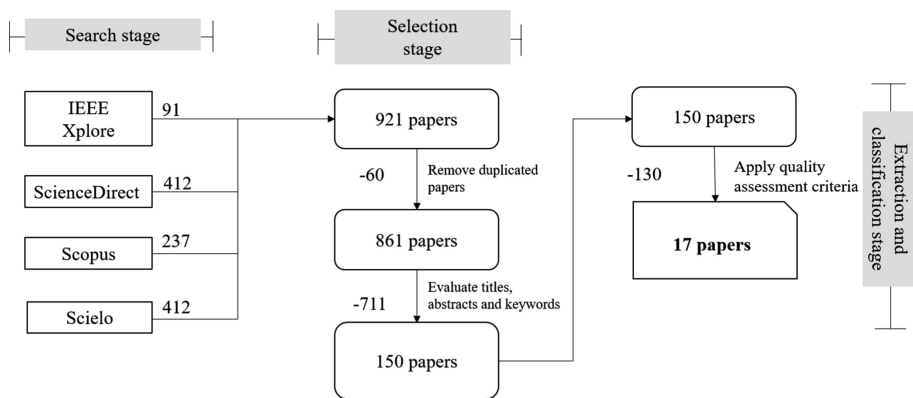 Search stage
Selection
stage
IEEE
Xplore
91
ScienceDirect
412
Scopus
237
Scielo
412
921 papers
-60
Remove duplicated
papers
861 papers
-711
Evaluate titles,
abstracts and keywords
150 papers
150 papers
-130
Apply quality
assessment criteria
17 papers
Extraction and
classification stage